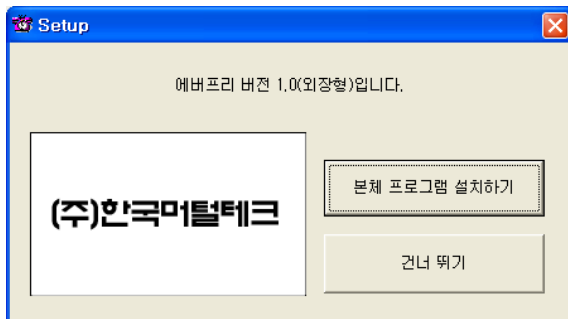 Setup
에버프리 버전 1.0(외장형)입니다.
(주)한국머털테크
본체 프로그램 설치하기
건너 뛰기